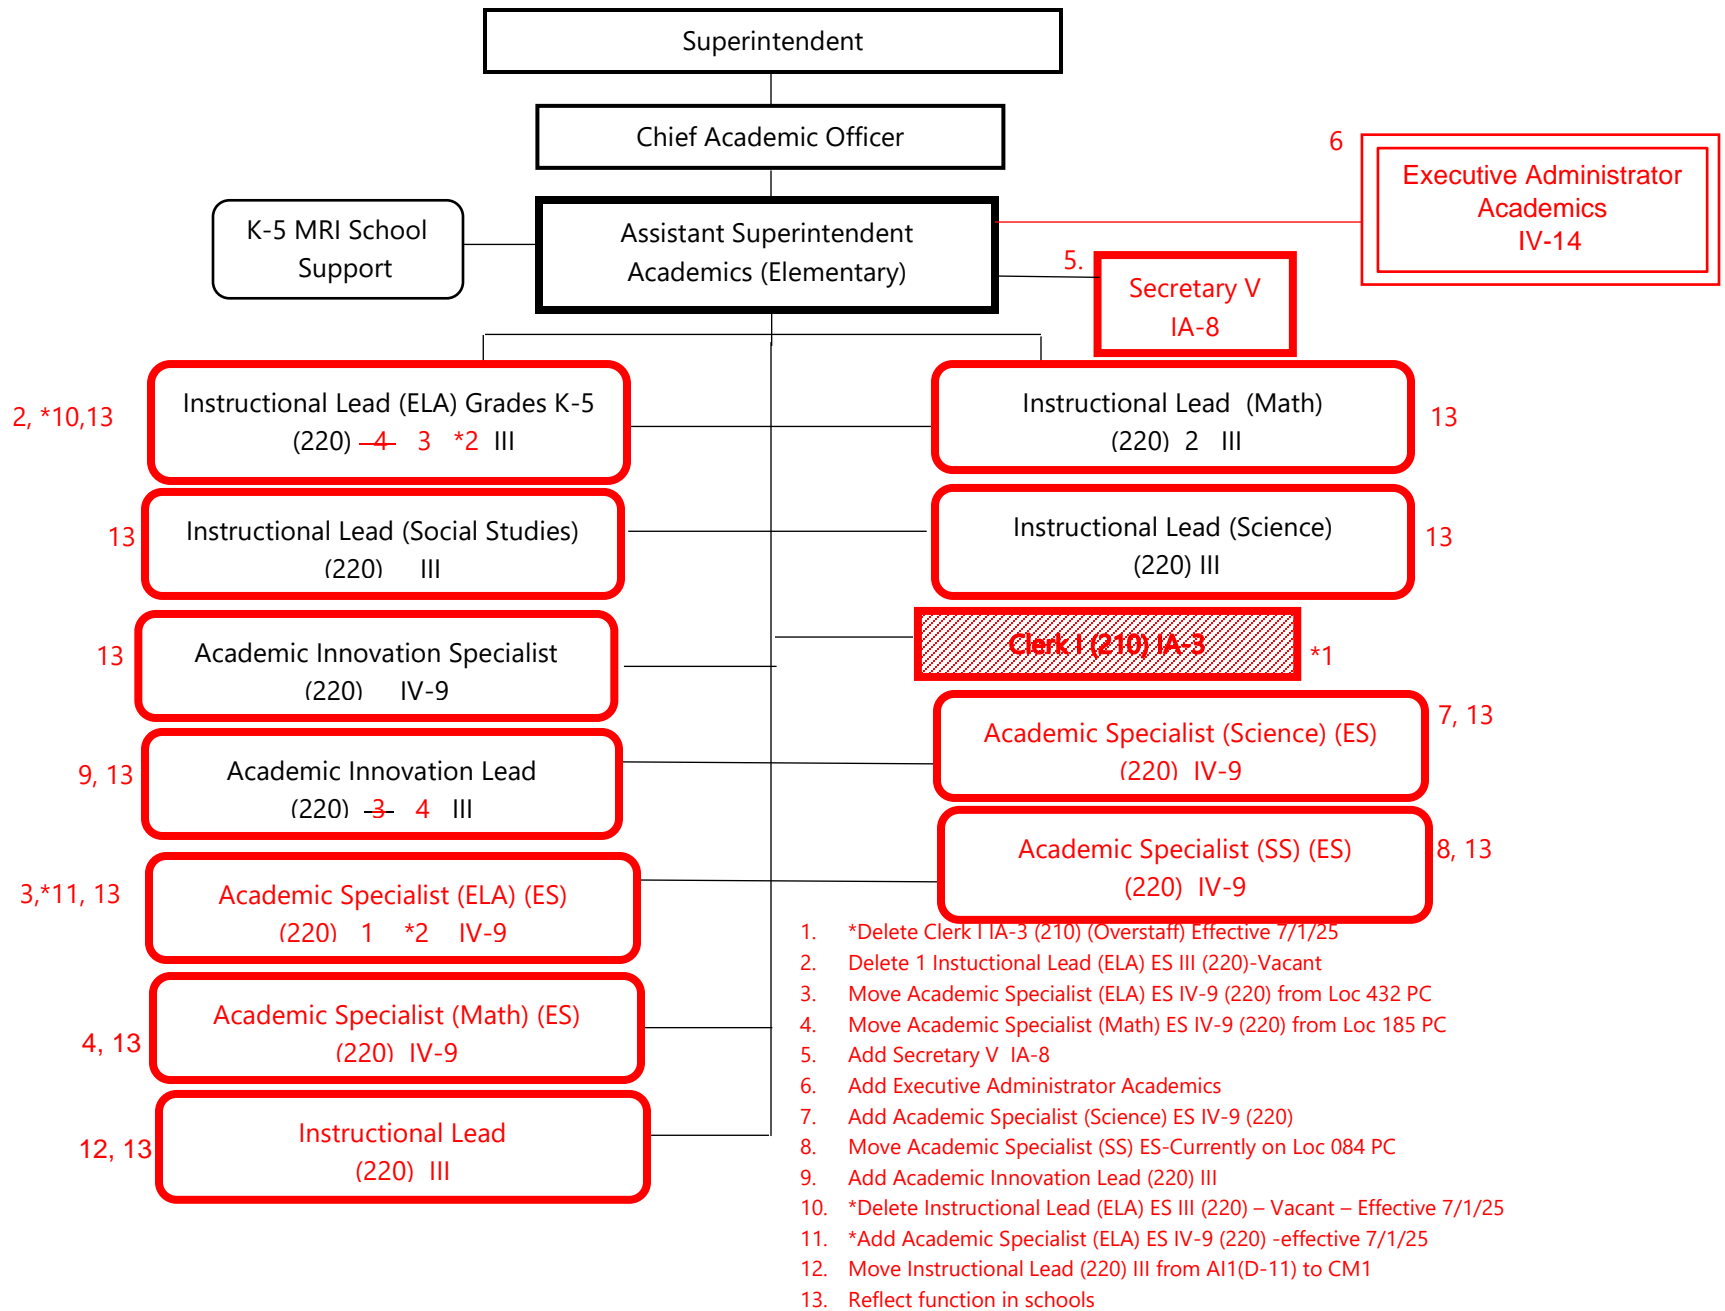 Superintendent
Chief Academic Officer
6
Executive Administrator
Academics
IV-14
K-5 MRI School
Support
Assistant Superintendent
Academics (Elementary)
5.
Secretary V
IA-8
2, *10,13
Instructional Lead (ELA) Grades K-5
(220) 4 3 *2 III
Instructional Lead (Math)
(220) 2 III
13
13
Instructional Lead (Social Studies)
(220) III
Instructional Lead (Science)
(220) III
13
13
Academic Innovation Specialist
(220) IV-9
Clerk I (210) IA-3
*1
9, 13
Academic Innovation Lead
(220) 3 4 III
Academic Specialist (Science) (ES)
(220) IV-9
7, 13
3,*11, 13
Academic Specialist (ELA) (ES)
(220) 1 *2 IV-9
Academic Specialist (SS) (ES)
(220) IV-9
8, 13
4, 13
Academic Specialist (Math) (ES)
(220) IV-9
12, 13
Instructional Lead
(220) III
1. *Delete Clerk I IA-3 (210) (Overstaff) Effective 7/1/25
2. Delete 1 Instuctional Lead (ELA) ES III (220)-Vacant
3. Move Academic Specialist (ELA) ES IV-9 (220) from Loc 432 PC
4. Move Academic Specialist (Math) ES IV-9 (220) from Loc 185 PC
5. Add Secretary V IA-8
6. Add Executive Administrator Academics
7. Add Academic Specialist (Science) ES IV-9 (220)
8. Move Academic Specialist (SS) ES-Currently on Loc 084 PC
9. Add Academic Innovation Lead (220) III
10. *Delete Instructional Lead (ELA) ES III (220) – Vacant – Effective 7/1/25
11. *Add Academic Specialist (ELA) ES IV-9 (220) -effective 7/1/25
12. Move Instructional Lead (220) III from AI1(D-11) to CM1
13. Reflect function in schools